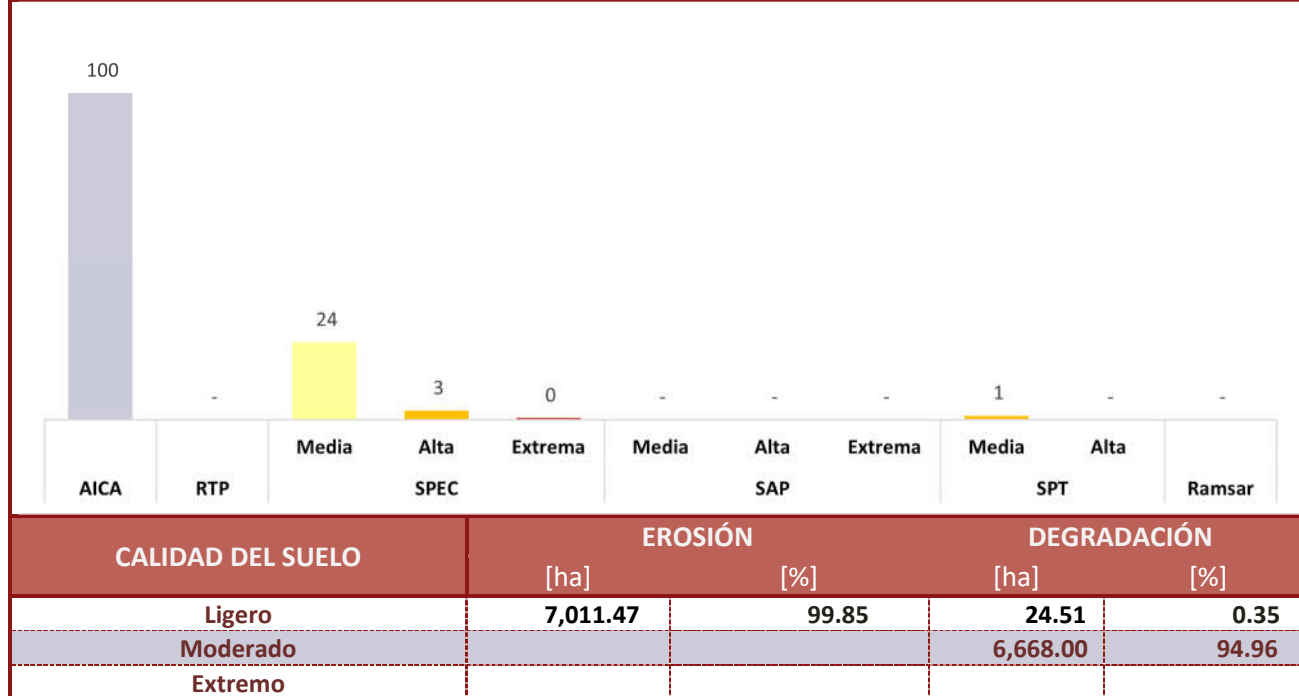 100
24
3
0
1
- - - - - -
Media Alta Extrema Media Alta Extrema Media Alta
AICA RTP SPEC SAP SPT Ramsar
CALIDAD DEL SUELO EROSIÓN DEGRADACIÓN
[ha] [%] [ha] [%]
Ligero 7,011.47 99.85 24.51 0.35
Moderado 6,668.00 94.96
Extremo